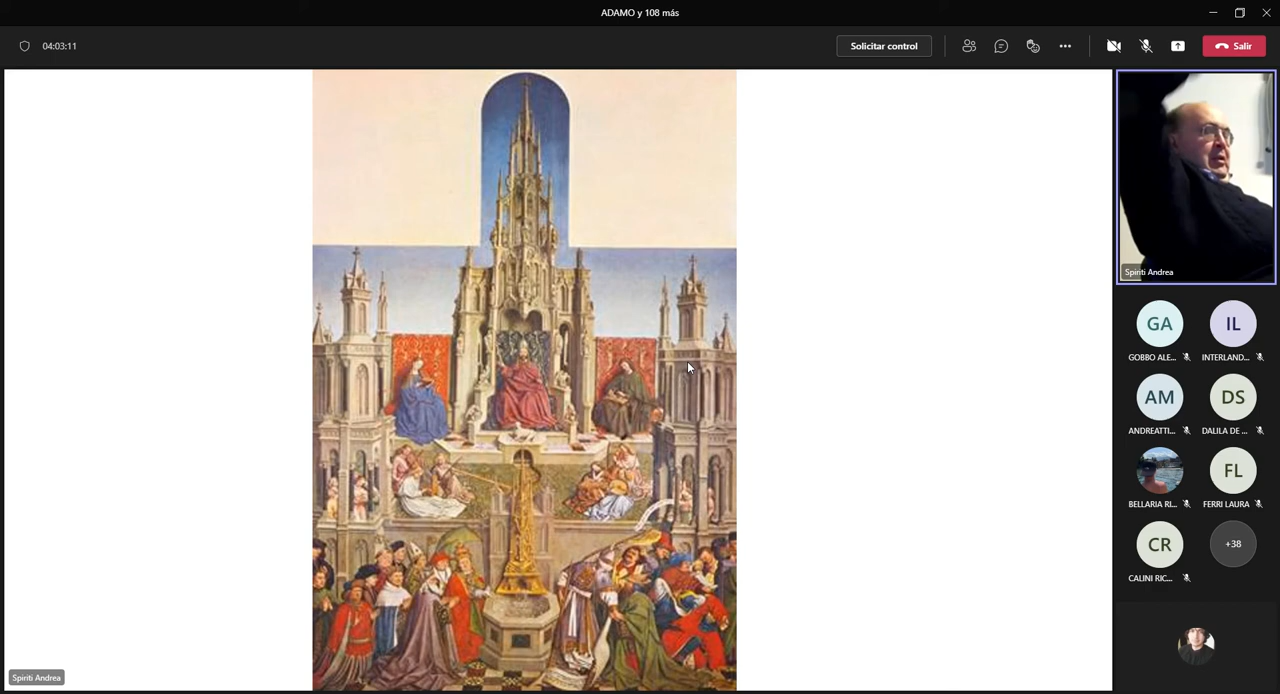 ADAMO y 108 más
04:03:11
Solicitar control
Salir
Spiriti Andrea
GA
IL
GOBBO ALE...
INTERLAND...
AM
DS
ANDREATTI...
DALILA DE ...
FL
BELLARIA RI...
FERRI LAURA
CR
+38
CALINI RIC...
Spiriti Andrea